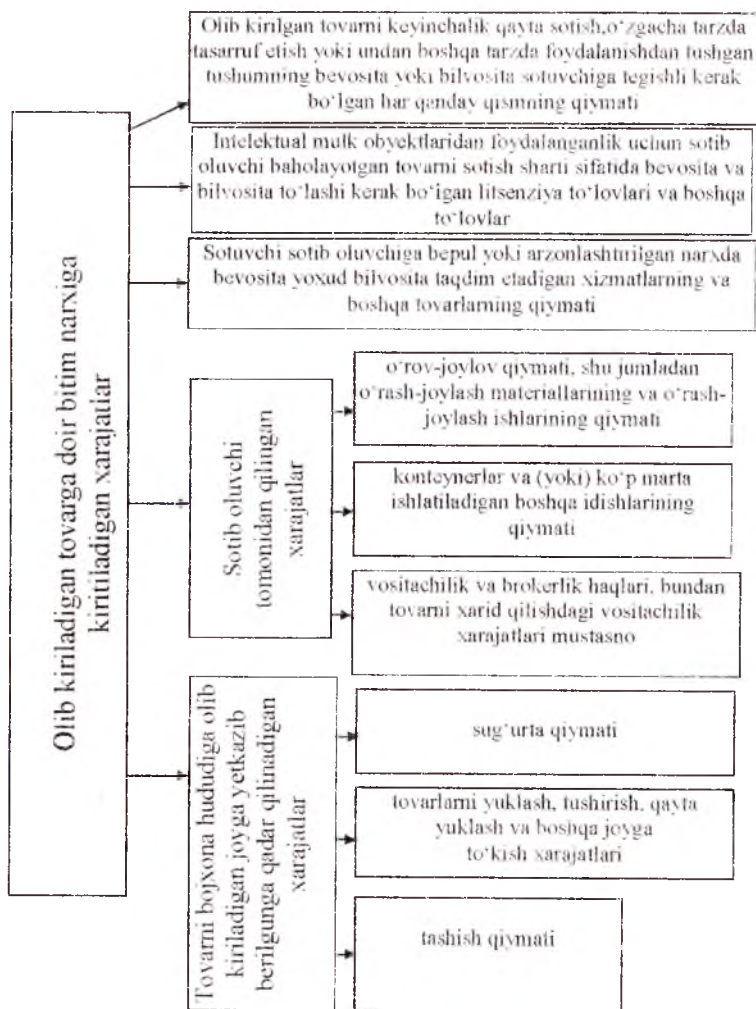 Olib kirilgan tovarni keyinchalik qayta sotish,o‘zgacha tarzda
tasarruf etish yoki undan boshqa tarzda foydalanishdan tushgan
tushumning bevosita yoki bilvosita sotuvchiga tegishli kerak
bo‘lgan har qanday qismning qiymati
Intelektual mulk obyektlaridan foydalanganlik uchun sotib
oluvchi baholayotgan tovarni sotish sharti sifatida bevosita va
bilvosita to‘lashi kerak bo‘lgan litsenziya to‘lovlari va boshqa
to‘lovlar
Sotuvchi sotib oluvchiga bepul yoki arzonlashtirilgan narxda
bevosita yoxud bilvosita taqdim etadigan xizmatlarning va
boshqa tovarlarning qiymati
Olib kiriladigan tovarga doir bitim narxiga
kiritiladigan xarajatlar
Sotib oluvchi
tomonidan qilingan
xarajatlar
o‘rov-joylov qiymati, shu jumladan
o‘rash-joylash materiallarining va o‘rash-
joylash ishlarining qiymati
konteynerlar va (yoki) ko‘p marta
ishlatiladigan boshqa idishlarining
qiymati
vositachilik va brokerlik haqlari, bundan
tovarni xarid qilishdagi vositachilik
xarajatlari mustasno
Tovarni bojxona hududiga olib
kiriladigan joyga yetkazib
berilgunga qadar qilinadigan
xarajatlar
sug‘urta qiymati
tovarlarni yuklash, tushirish, qayta
yuklash va boshqa joyga
to‘kish xarajatlari
tashish qiymati